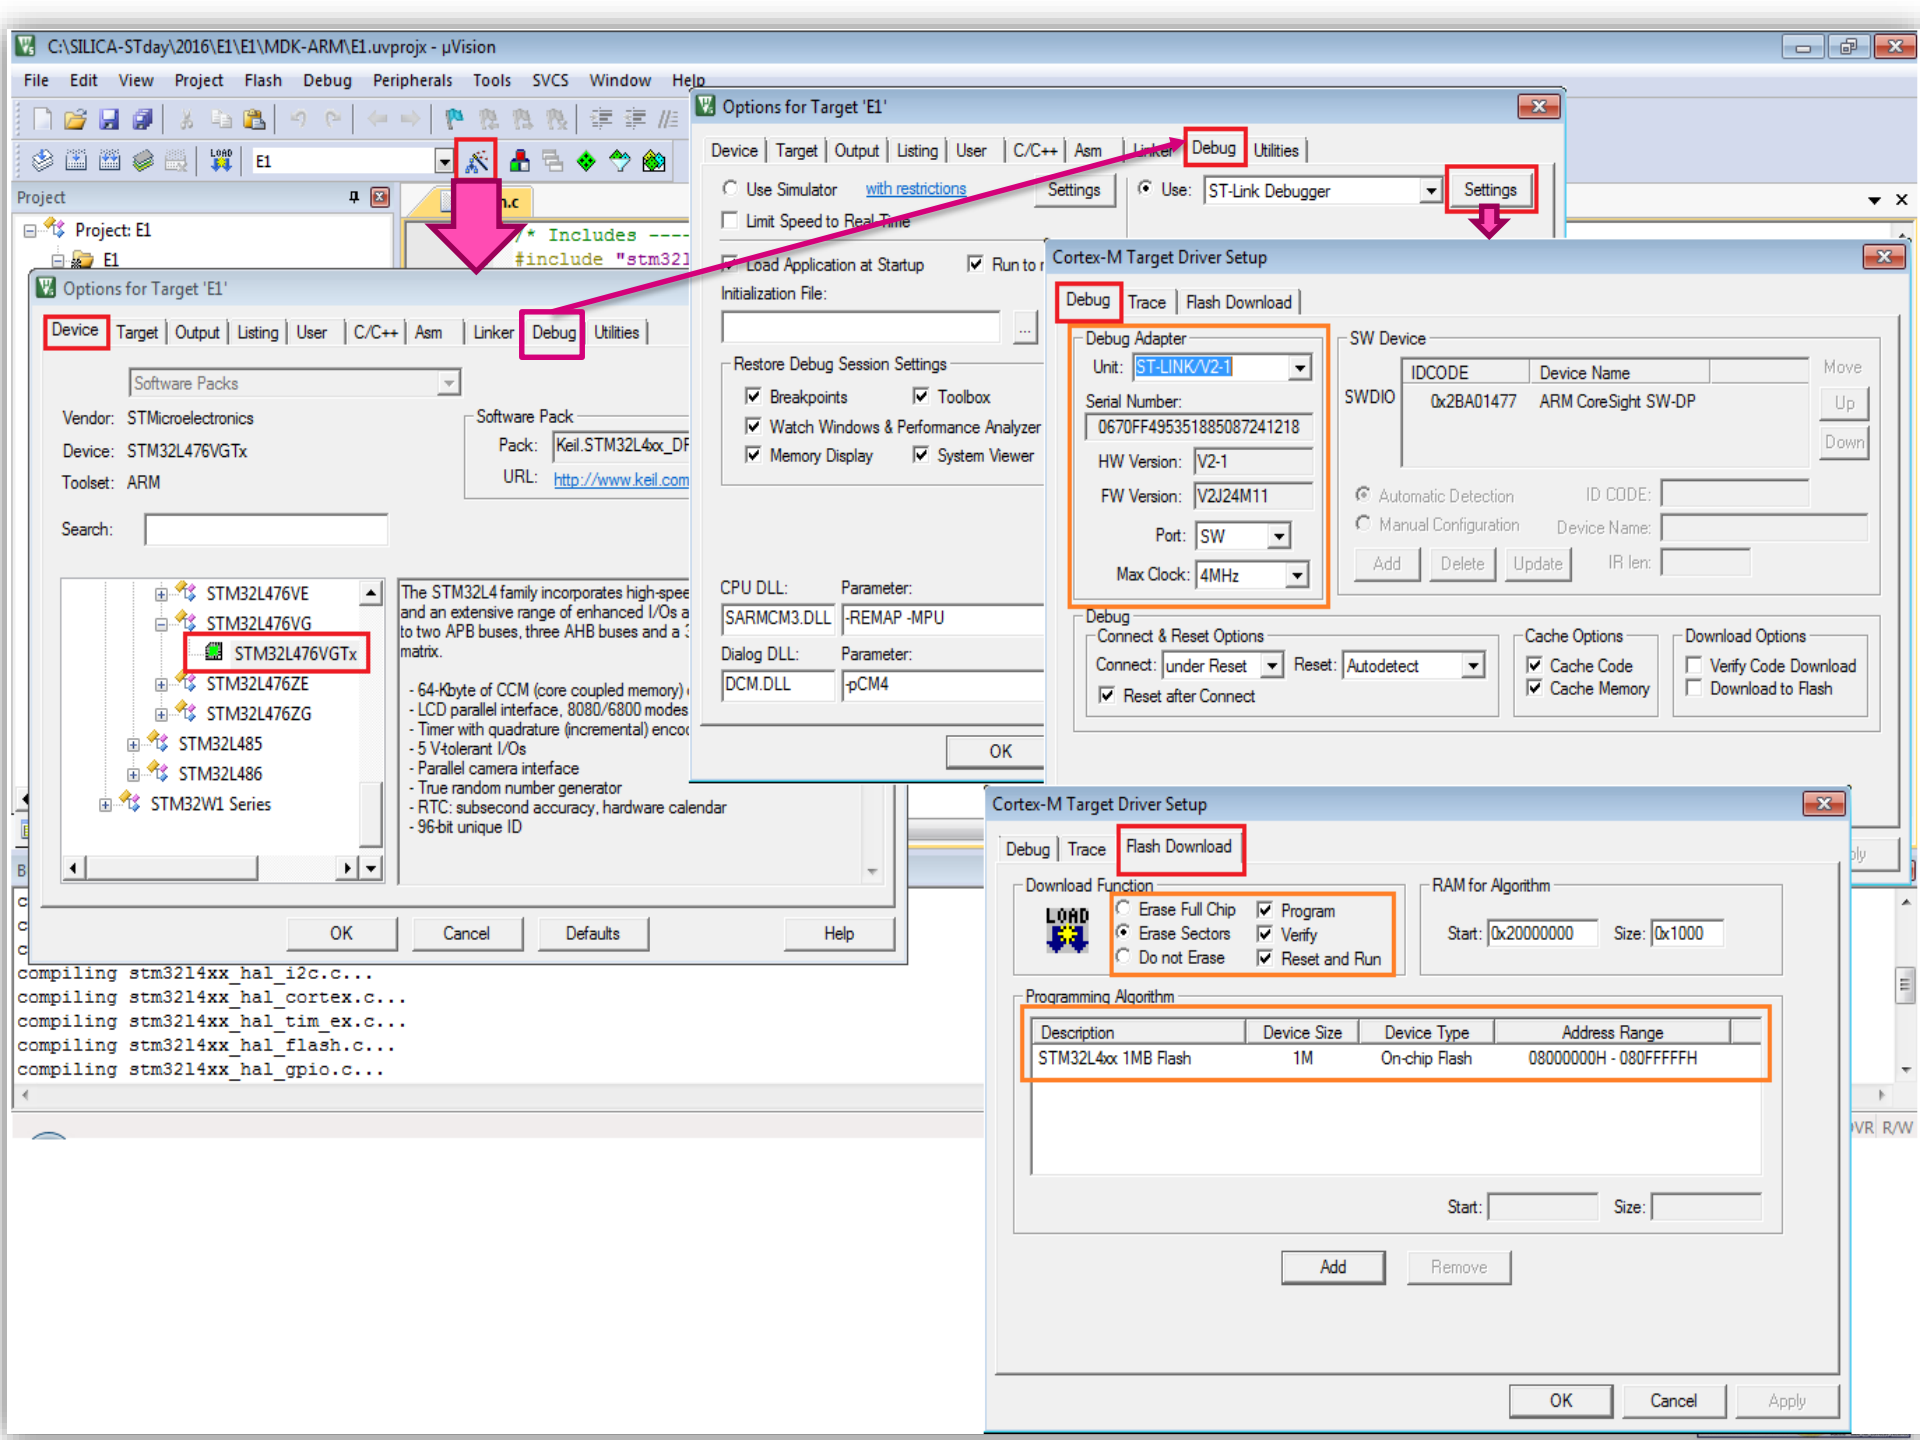 C:\SILICA-STday\2016\E1\E1\MDK-ARM\E1.uvprojx - µVision
File Edit View Project Flash Debug Peripherals Tools SVCS Window Help
LOAD E1
Project
Project: E1
E1
.c
/* Includes ----
#include "stm32l
Options for Target 'E1'
Device Target Output Listing User C/C++ Asm Linker Debug Utilities
Software Packs
Vendor: STMicroelectronics
Device: STM32L476VGTx
Toolset: ARM
Search:
Software Pack
Pack: Keil.STM32L4xx_DF
URL: http://www.keil.com
STM32L476VE
STM32L476VG
STM32L476VGTx
STM32L476ZE
STM32L476ZG
STM32L485
STM32L486
STM32W1 Series
The STM32L4 family incorporates high-spee
and an extensive range of enhanced I/Os a
to two APB buses, three AHB buses and a 3
matrix.
- 64-Kbyte of CCM (core coupled memory)
- LCD parallel interface, 8080/6800 modes
- Timer with quadrature (incremental) encod
- 5 V-tolerant I/Os
- Parallel camera interface
- True random number generator
- RTC: subsecond accuracy, hardware calendar
- 96-bit unique ID
OK Cancel Defaults Help
B
c
c
c
compiling stm32l4xx_hal_i2c.c...
compiling stm32l4xx_hal_cortex.c...
compiling stm32l4xx_hal_tim_ex.c...
compiling stm32l4xx_hal_flash.c...
compiling stm32l4xx_hal_gpio.c...
Options for Target 'E1'
Device Target Output Listing User C/C++ Asm Linker Debug Utilities
Use Simulator with restrictions Settings
Use: ST-Link Debugger Settings
Limit Speed to Real-Time
Load Application at Startup Run to
Initialization File:
...
Restore Debug Session Settings
Breakpoints Toolbox
Watch Windows & Performance Analyzer
Memory Display System Viewer
CPU DLL: Parameter:
SARMCM3.DLL -REMAP -MPU
Dialog DLL: Parameter:
DCM.DLL -pCM4
OK
Cortex-M Target Driver Setup
Debug Trace Flash Download
Debug Adapter
Unit: ST-LINK/V2-1
Serial Number:
0670FF495351885087241218
HW Version: V2-1
FW Version: V2J24M11
Port: SW
Max Clock: 4MHz
SW Device
IDCODE Device Name
SWDIO 0x2BA01477 ARM CoreSight SW-DP
Move
Up
Down
Automatic Detection ID CODE:
Manual Configuration Device Name:
Add Delete Update IR len:
Debug
Connect & Reset Options
Connect: under Reset Reset: Autodetect
Reset after Connect
Cache Options
Cache Code
Cache Memory
Download Options
Verify Code Download
Download to Flash
Cortex-M Target Driver Setup
Debug Trace Flash Download
Download Function
LOAD
Erase Full Chip Program
Erase Sectors Verify
Do not Erase Reset and Run
RAM for Algorithm
Start: 0x20000000 Size: 0x1000
Programming Algorithm
Description Device Size Device Type Address Range
STM32L4xx 1MB Flash 1M On-chip Flash 08000000H - 080FFFFFH
Start: Size:
Add Remove
OK Cancel Apply
ply
OVR R/W